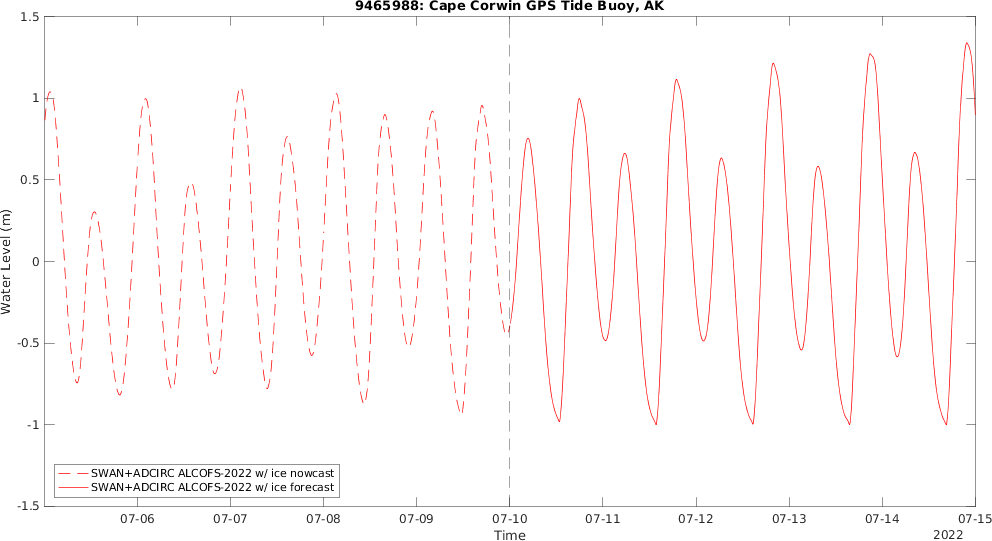 9465988: Cape Corwin GPS Tide Buoy, AK
1.5
1
0.5
0
-0.5
-1
-1.5
Water Level (m)
SWAN+ADCIRC ALCOFS-2022 w/ ice nowcast
SWAN+ADCIRC ALCOFS-2022 w/ ice forecast
07-06 07-07 07-08 07-09 07-10 07-11 07-12 07-13 07-14 07-15
Time
2022